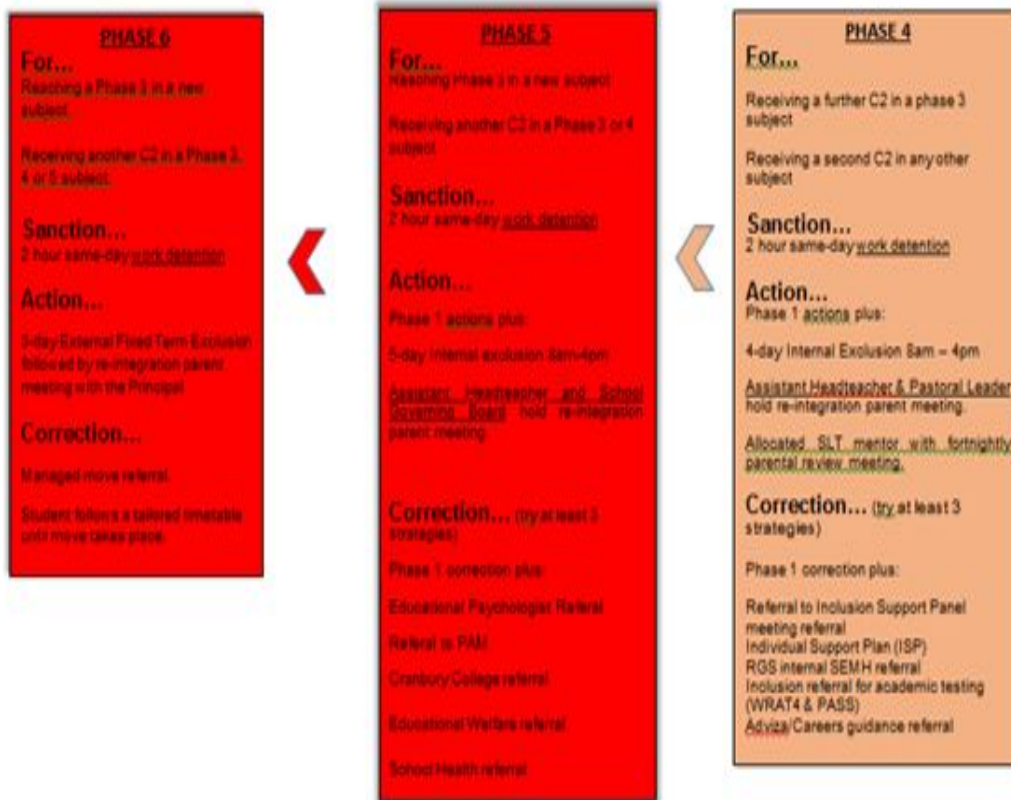 PHASE 6
For...
Reaching a Phase 3 in a new
subject.
Receiving another C2 in a Phase 3,
4 or 5 subject.
Sanction...
2 hour same-day work detention
Action...
3-day External Fixed Term Exclusion
followed by re-integration parent
meeting with the Principal
Correction...
Managed move referral.
Student follows a tailored timetable
until move takes place.
PHASE 5
For...
Reaching Phase 3 in a new subject
Receiving another C2 in a Phase 3 or 4
subject
Sanction...
2 hour same-day work detention
Action...
Phase 1 actions plus:
5-day Internal exclusion 8am-4pm
Assistant Headteacher and School
Governing Board hold re-integration
parent meeting.
Correction... (try at least 3
strategies)
Phase 1 correction plus:
Educational Psychologist Referal
Referal to PAM
Cranbury College referral
Educational Welfare referral
School Health referral
PHASE 4
For...
Receiving a further C2 in a phase 3
subject
Receiving a second C2 in any other
subject
Sanction...
2 hour same-day work detention
Action...
Phase 1 actions plus:
4-day Internal Exclusion 8am – 4pm
Assistant Headteacher & Pastoral Leader
hold re-integration parent meeting.
Allocated SLT mentor with fortnightly
parental review meeting.
Correction... (try at least 3
strategies)
Phase 1 correction plus:
Referral to Inclusion Support Panel
meeting referral
Individual Support Plan (ISP)
RGS internal SEMH referral
Inclusion referral for academic testing
(WRAT4 & PASS)
Adviza/Careers guidance referral